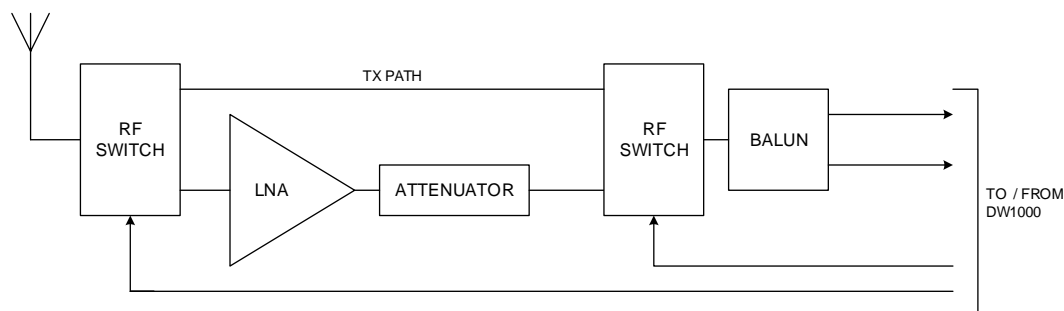 TX PATH
RF
SWITCH
LNA
ATTENUATOR
RF
SWITCH
BALUN
TO / FROM
DW1000